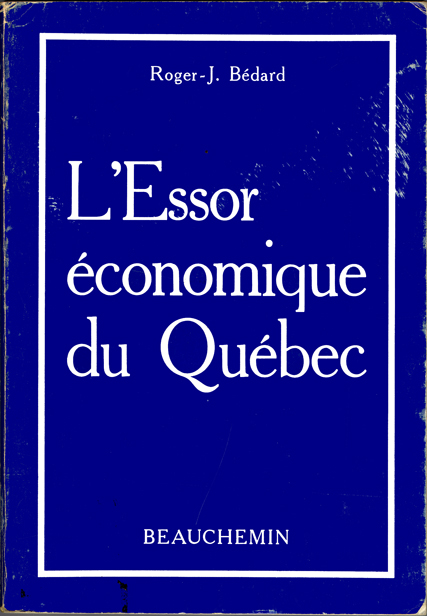 Roger-J. Bédard
L'Essor
économique
du Québec
BEAUCHEMIN